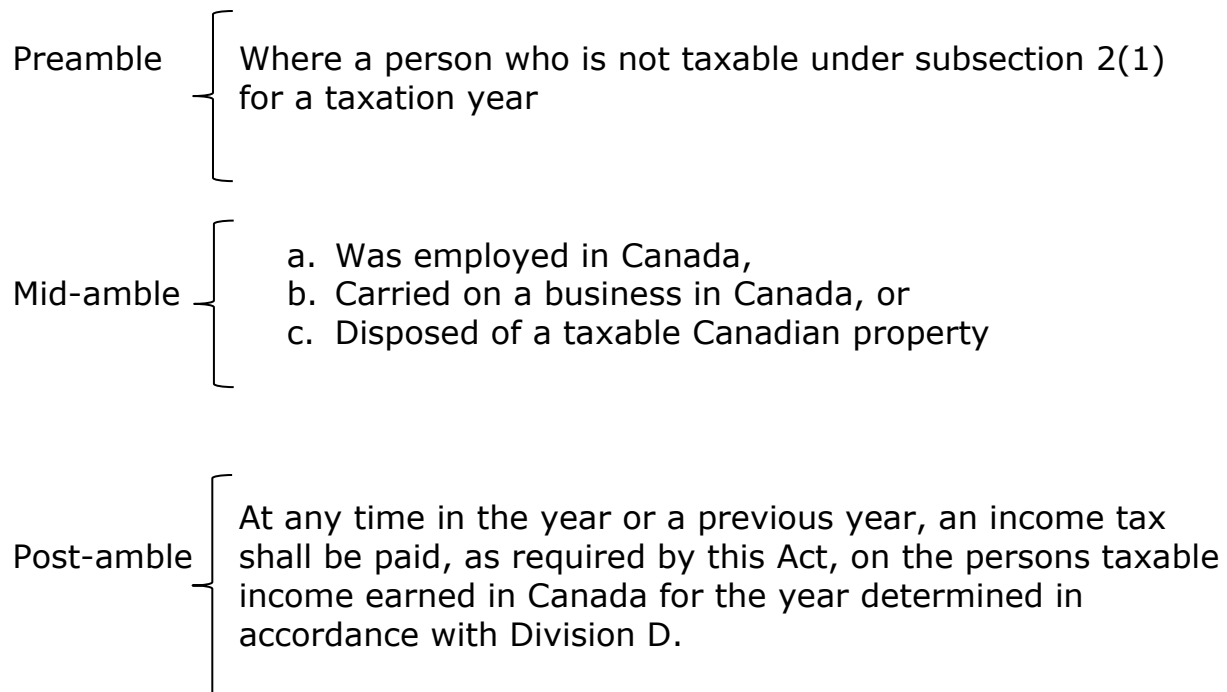 Preamble
Where a person who is not taxable under subsection 2(1)
for a taxation year
Mid-amble
a. Was employed in Canada,
b. Carried on a business in Canada, or
c. Disposed of a taxable Canadian property
Post-amble
At any time in the year or a previous year, an income tax
shall be paid, as required by this Act, on the persons taxable
income earned in Canada for the year determined in
accordance with Division D.